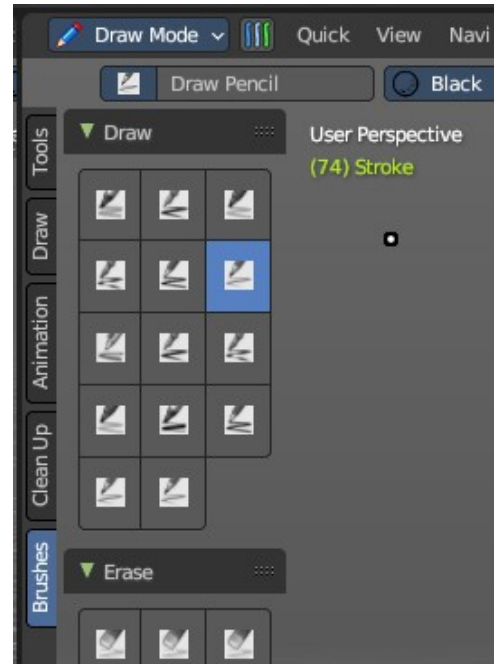 Draw Mode Quick View Navi
Draw Pencil Black
Tools
Draw
Animation
Clean Up
Brushes
Draw
User Perspective
(74) Stroke
Erase